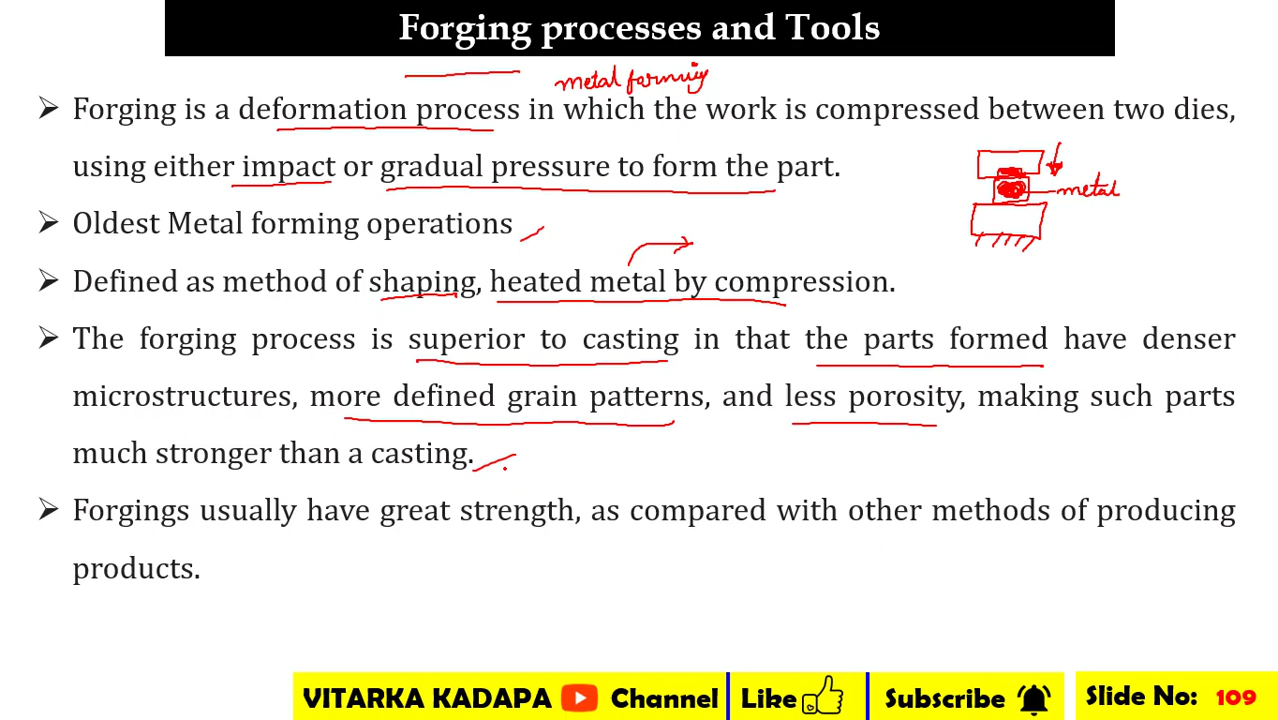 Forging processes and Tools
metal forming
➢ Forging is a deformation process in which the work is compressed between two dies,
using either impact or gradual pressure to form the part.
metal
➢ Oldest Metal forming operations
➢ Defined as method of shaping, heated metal by compression.
➢ The forging process is superior to casting in that the parts formed have denser
microstructures, more defined grain patterns, and less porosity, making such parts
much stronger than a casting.
➢ Forgings usually have great strength, as compared with other methods of producing
products.
VITARKA KADAPA Channel Like Subscribe Slide No: 109